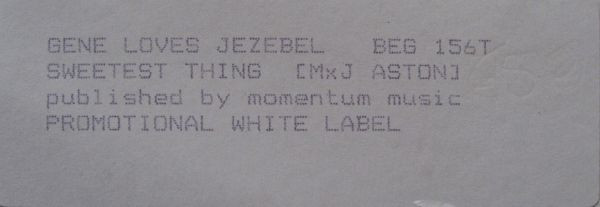 GENE LOVES JEZEBEL   BEG 156T
SWEETEST THING  [MxJ ASTON]
published by momentum music
PROMOTIONAL WHITE LABEL